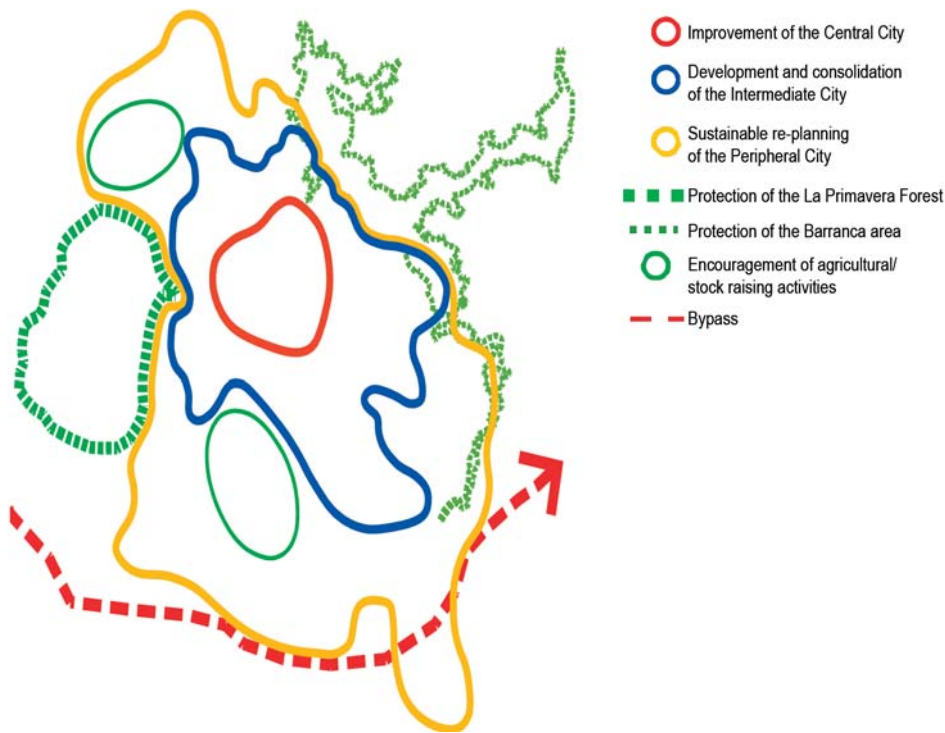 Improvement of the Central City
Development and consolidation
of the Intermediate City
Sustainable re-planning
of the Peripheral City
Protection of the La Primavera Forest
Protection of the Barranca area
Encouragement of agricultural/
stock raising activities
Bypass